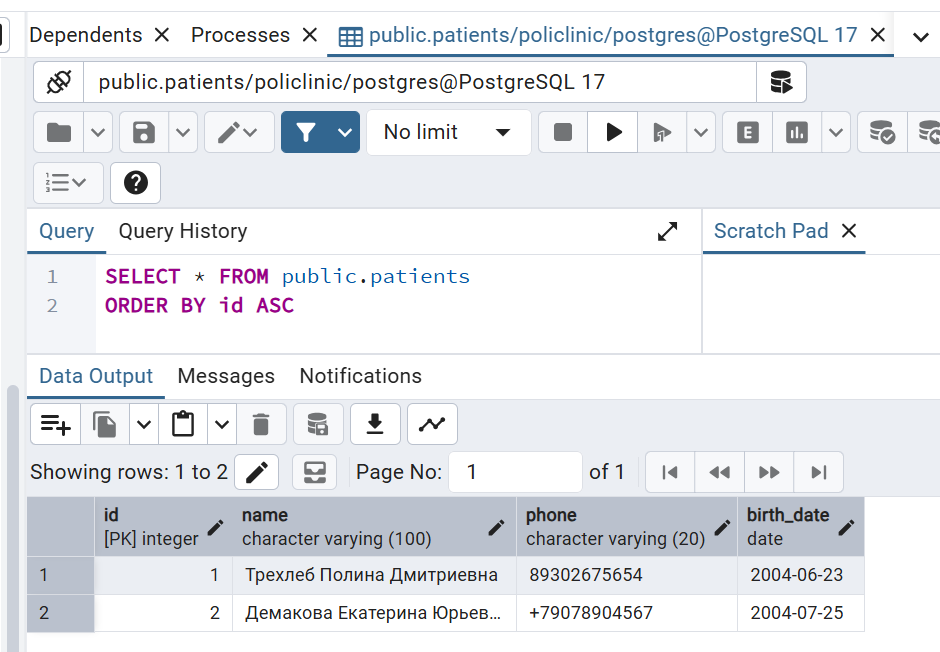 Dependents Processes public.patients/policlinic/postgres@PostgreSQL 17
public.patients/policlinic/postgres@PostgreSQL 17
No limit E
Query Query History Scratch Pad
1 SELECT * FROM public.patients
2 ORDER BY id ASC
Data Output Messages Notifications
Showing rows: 1 to 2 Page No: 1 of 1
id name phone birth_date
[PK] integer character varying (100) character varying (20) date
1 1 Трехлеб Полина Дмитриевна 89302675654 2004-06-23
2 2 Демакова Екатерина Юрьев... +79078904567 2004-07-25